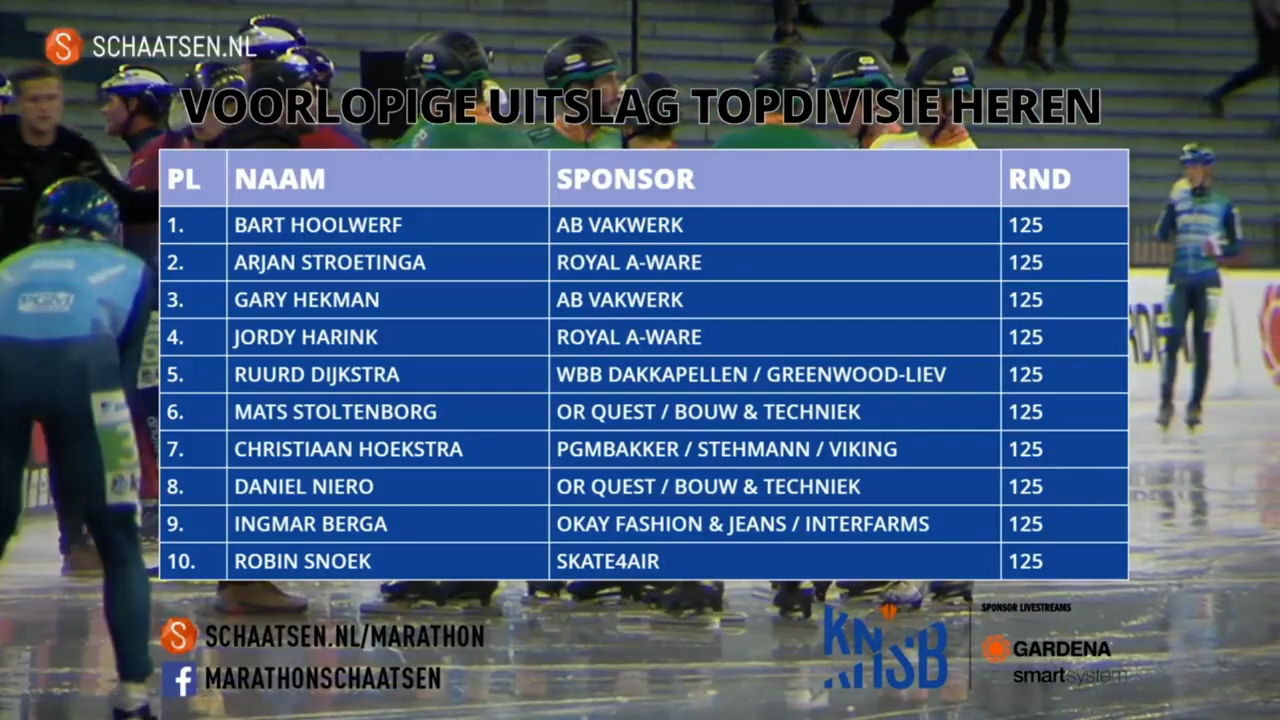 SCHAATSEN.NL
VOORLOPIGE UITSLAG TOPDIVISIE HEREN
PL NAAM SPONSOR RND
1. BART HOOLWERF AB VAKWERK 125
2. ARJAN STROETINGA ROYAL A-WARE 125
3. GARY HEKMAN AB VAKWERK 125
4. JORDY HARINK ROYAL A-WARE 125
5. RUURD DIJKSTRA WBB DAKKAPELLEN / GREENWOOD-LIEV 125
6. MATS STOLTENBORG OR QUEST / BOUW & TECHNIEK 125
7. CHRISTIAAN HOEKSTRA PGMBAKKER / STEHMANN / VIKING 125
8. DANIEL NIERO OR QUEST / BOUW & TECHNIEK 125
9. INGMAR BERGA OKAY FASHION & JEANS / INTERFARMS 125
10. ROBIN SNOEK SKATE4AIR 125
PGM
SCHAATSEN.NL/MARATHON
MARATHONSCHAATSEN
KNSB
SPONSOR LIVESTREAMS
GARDENA
smartsystem